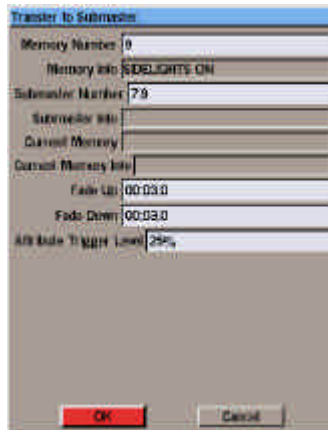 Transfer to Submaster
Memory Number 9
Memory Info SIDELIGHTS ON
Submaster Number 7.9
Submaster Info
Current Memory
Current Memory Info
Fade Up 00:03.0
Fade Down 00:03.0
Attribute Trigger Level 25%
OK Cancel